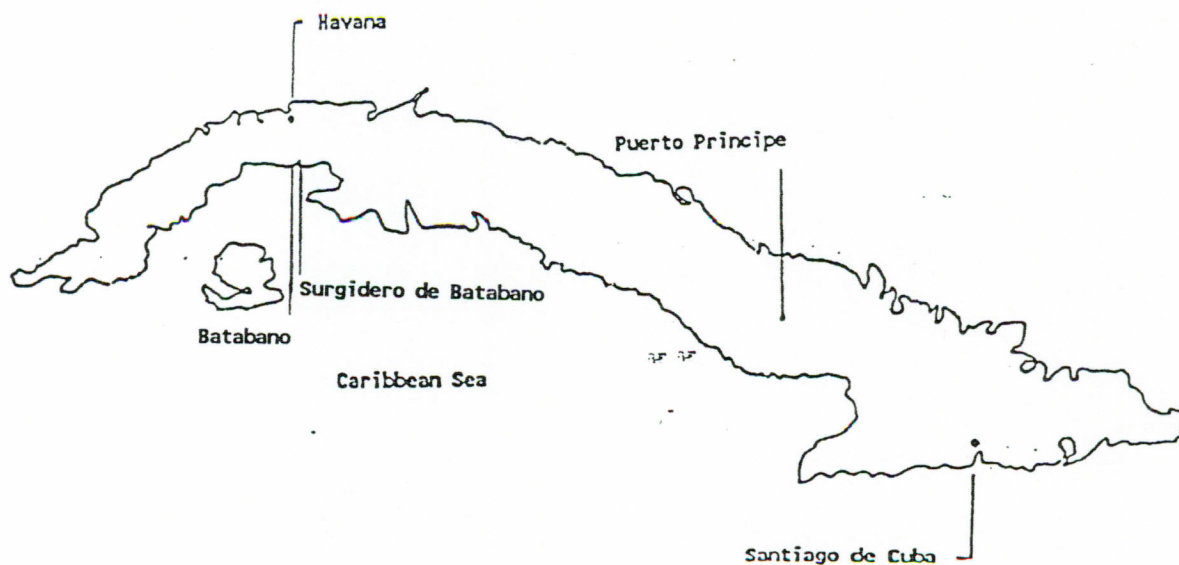 Havana
Puerto Principe
Surgidero de Batabano
Batabano
Caribbean Sea
Santiago de Cuba